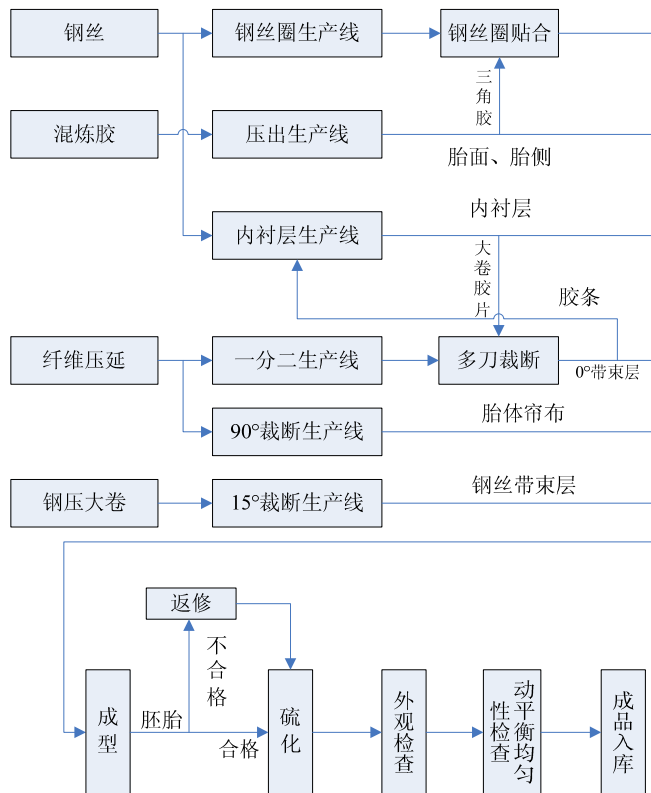 钢丝
钢丝圈生产线
钢丝圈贴合
三角胶
混炼胶
压出生产线
胎面、胎侧
内衬层
内衬层生产线
大卷胶片
胶条
纤维压延
一分二生产线
多刀裁断
0°带束层
胎体帘布
90°裁断生产线
钢丝带束层
钢压大卷
15°裁断生产线
返修
不合格
成型
胚胎
合格
硫化
外观检查
动平衡均匀
性检查
成品入库